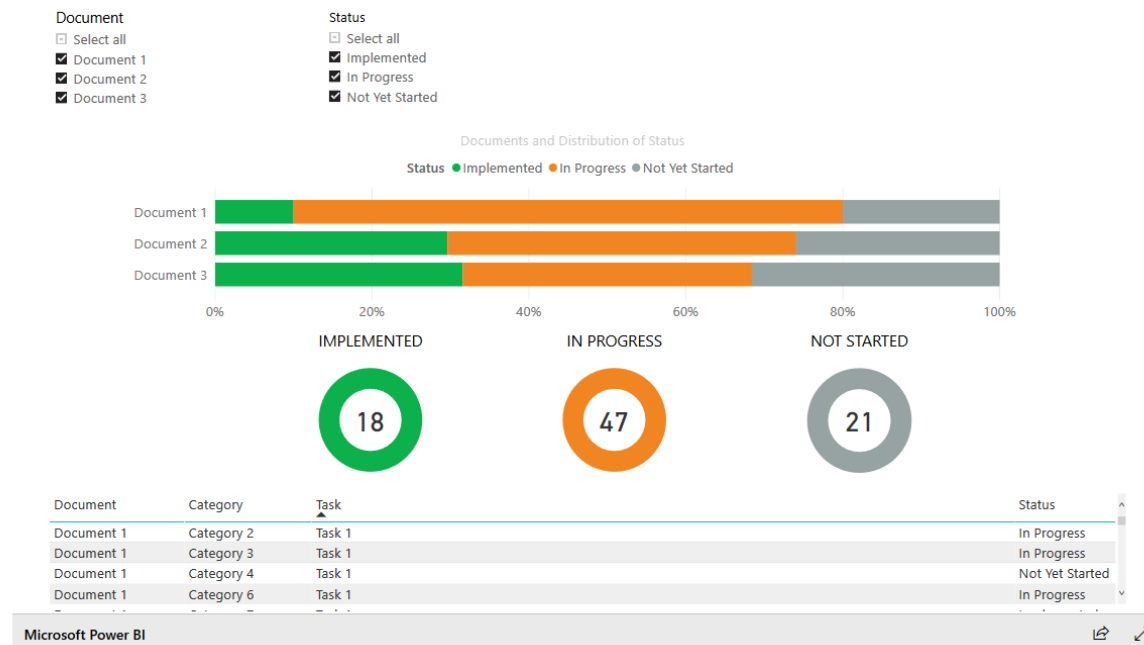 Document
Select all
Document 1
Document 2
Document 3
Status
Select all
Implemented
In Progress
Not Yet Started
Documents and Distribution of Status
Status Implemented In Progress Not Yet Started
Document 1
Document 2
Document 3
0% 20% 40% 60% 80% 100%
IMPLEMENTED IN PROGRESS NOT STARTED
18 47 21
Document Category Task Status
Document 1 Category 2 Task 1 In Progress
Document 1 Category 3 Task 1 In Progress
Document 1 Category 4 Task 1 Not Yet Started
Document 1 Category 6 Task 1 In Progress
Microsoft Power BI